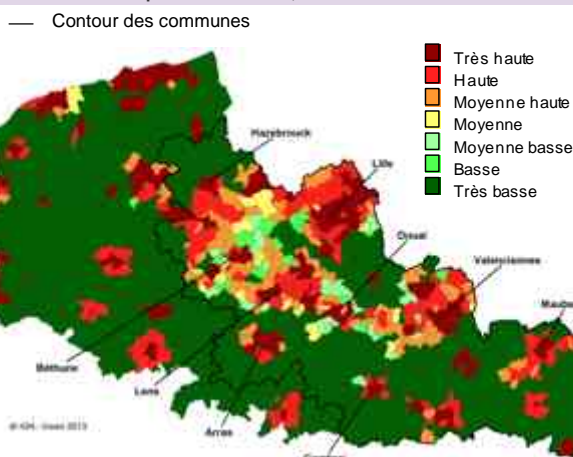 Contour des communes
Très haute
Haute
Moyenne haute
Moyenne
Moyenne basse
Basse
Très basse
Hazebrouck
Lille
Douai
Valenciennes
Maube
Béthune
Lens
Arras